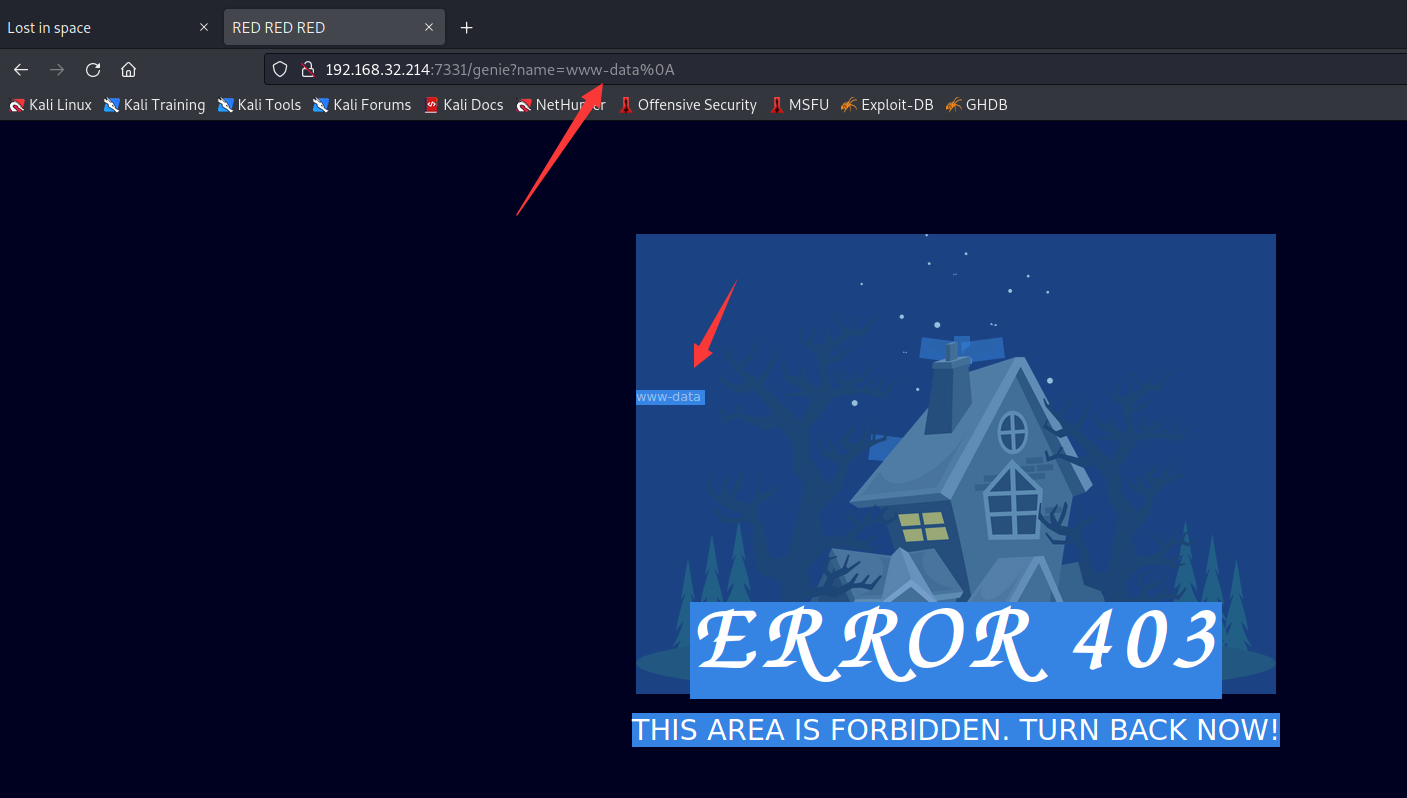 Lost in space
RED RED RED
192.168.32.214:7331/genie?name=www-data%0A
Kali Linux Kali Training Kali Tools Kali Forums Kali Docs NetHunter Offensive Security MSFU Exploit-DB GHDB
www-data
ERROR 403
THIS AREA IS FORBIDDEN. TURN BACK NOW!